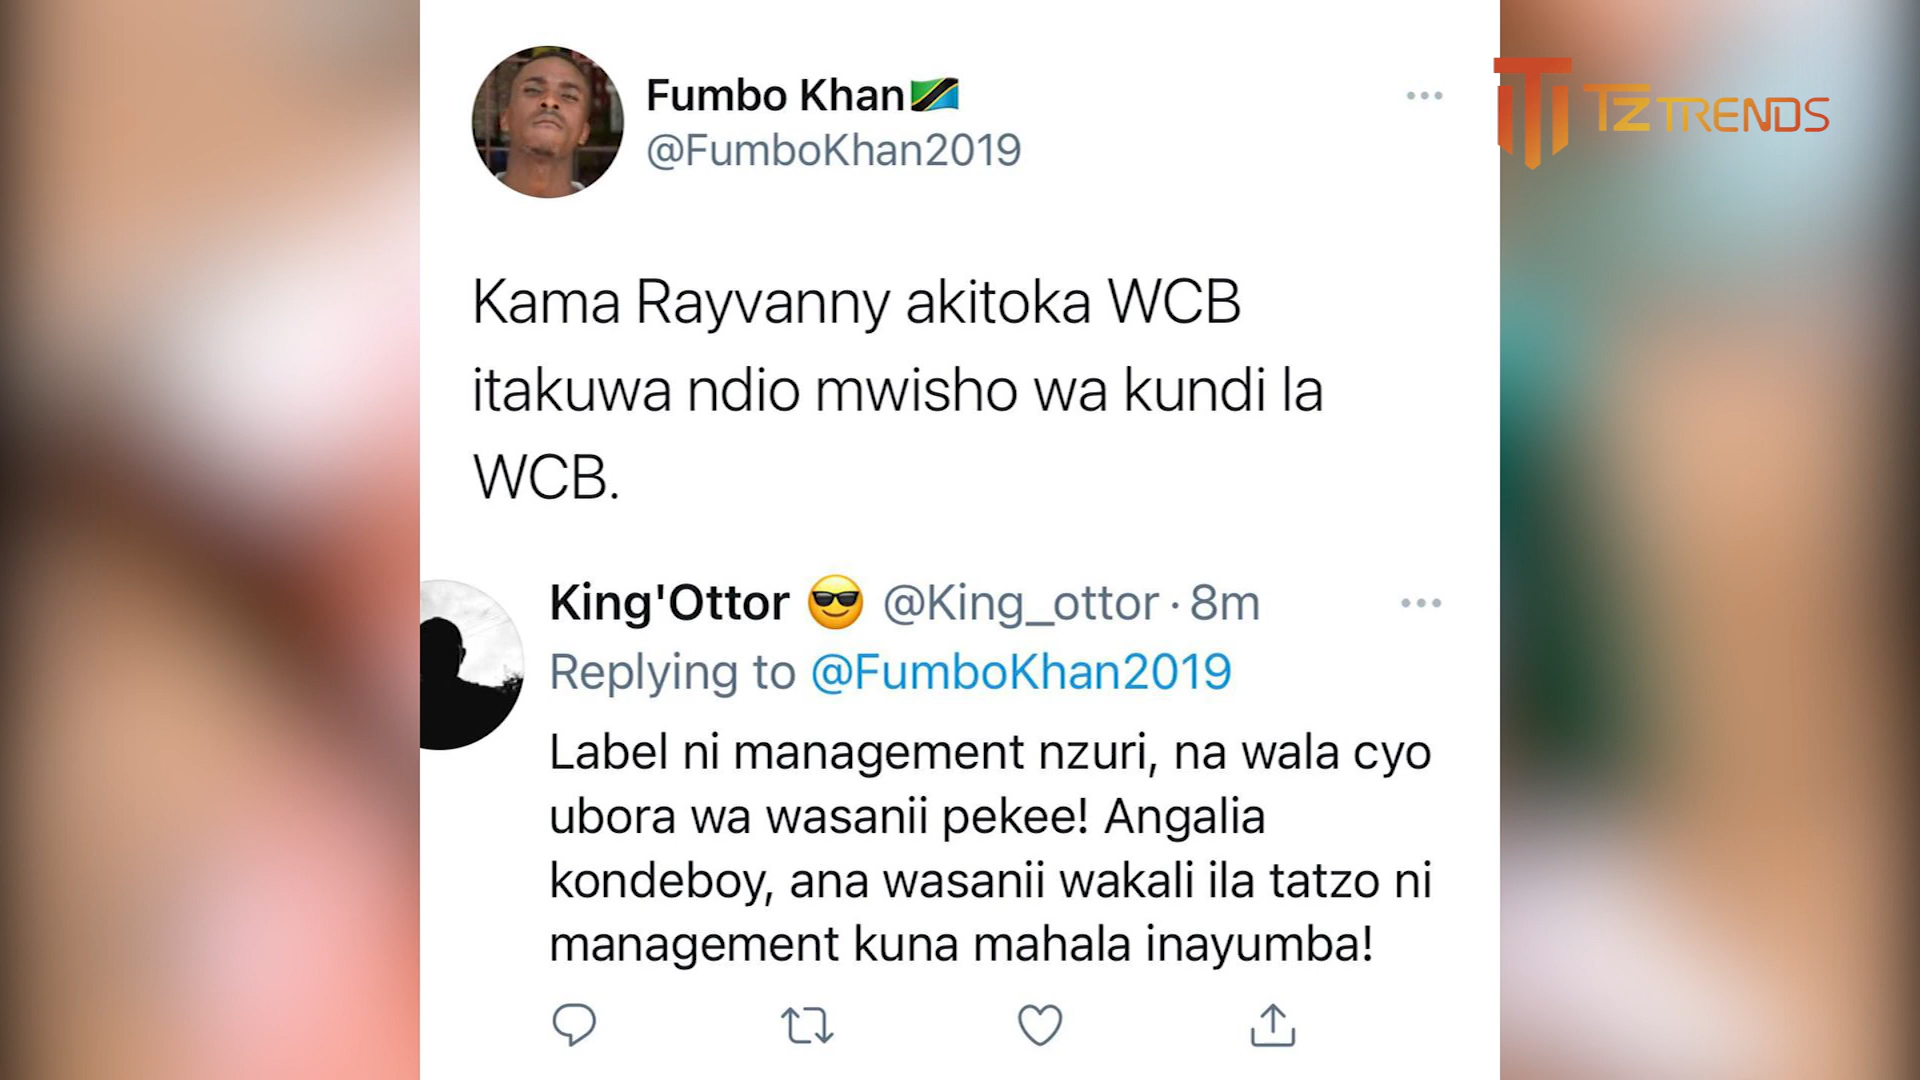 Fumbo Khan🇹🇿
@FumboKhan2019
TZ TRENDS
Kama Rayvanny akitoka WCB
itakuwa ndio mwisho wa kundi la
WCB.
King'Ottor 😎 @King_ottor · 8m
Replying to @FumboKhan2019
Label ni management nzuri, na wala cyo
ubora wa wasanii pekee! Angalia
kondeboy, ana wasanii wakali ila tatzo ni
management kuna mahala inayumba!